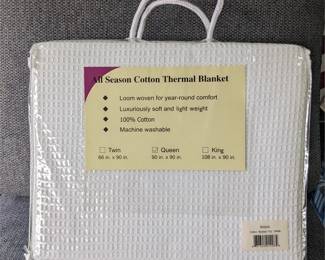 All Season Cotton Thermal Blanket
Loom woven for year-round comfort
Luxuriously soft and light weight
100% Cotton
Machine washable
Twin Queen King
66 in. x 90 in. 90 in. x 90 in. 108 in. x 90 in.